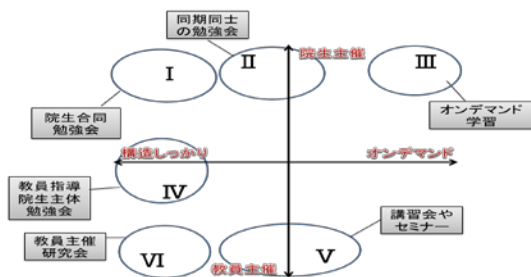 同期同士
の勉強会
院生主催
I
II
III
院生合同
勉強会
オンデマンド
学習
構造しっかり
オンデマンド
教員指導
院生主体
勉強会
IV
講習会や
セミナー
教員主催
研究会
VI
V
教員主催